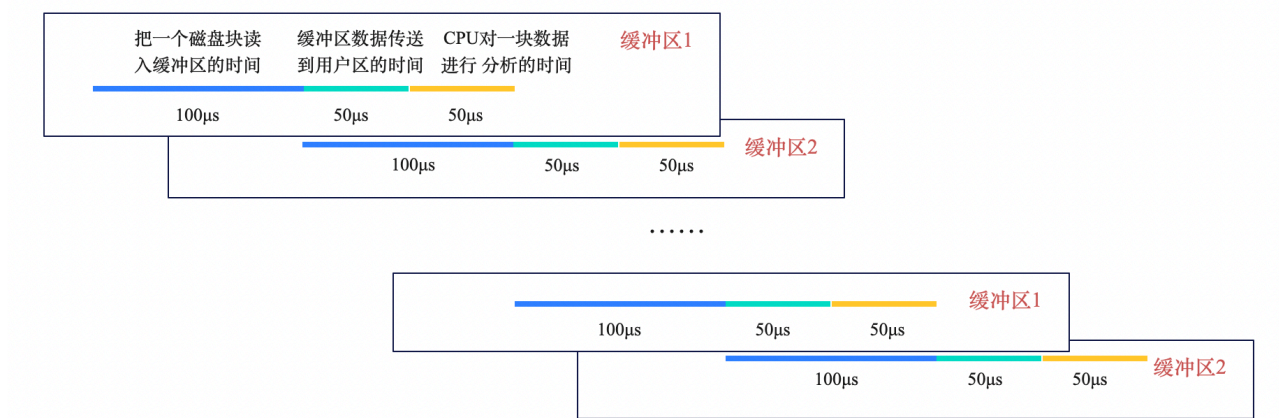 把一个磁盘块读 缓冲区数据传送 CPU对一块数据 缓冲区1
入缓冲区的时间 到用户区的时间 进行 分析的时间
100μs 50μs 50μs
缓冲区2
100μs 50μs 50μs
……
缓冲区1
100μs 50μs 50μs
缓冲区2
100μs 50μs 50μs